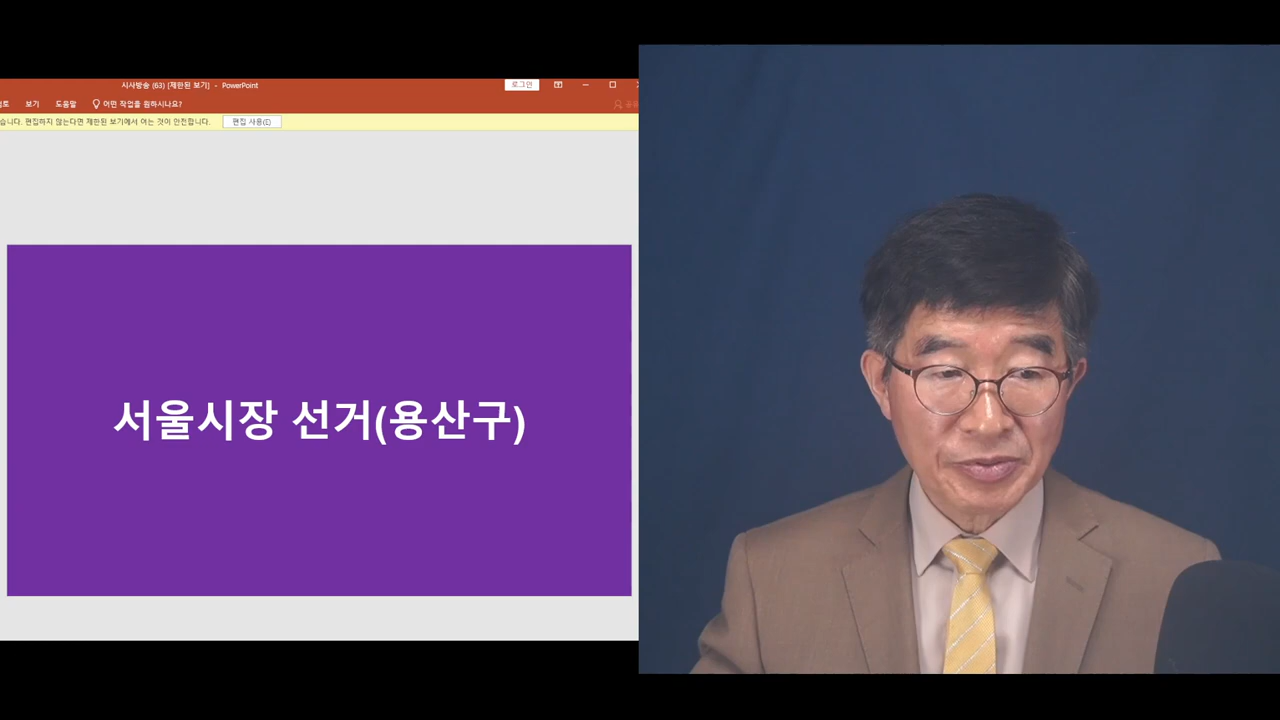 시사방송 (63) [제한된 보기] - PowerPoint
로그인
보기 도움말 어떤 작업을 원하시나요?
편집하지 않는다면 제한된 보기에서 여는 것이 안전합니다. 편집 사용(E)
서울시장 선거(용산구)